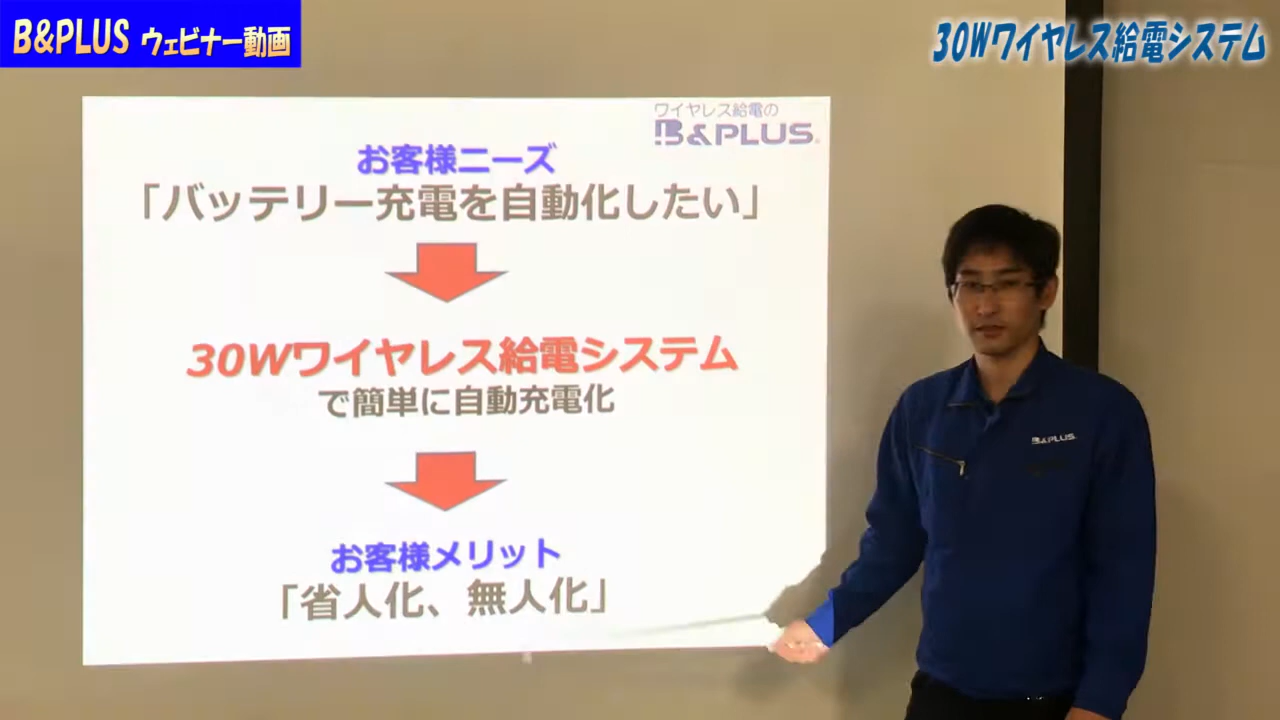 B&PLUS ウェビナー動画
30Wワイヤレス給電システム
ワイヤレス給電の
B&PLUS®
お客様ニーズ
「バッテリー充電を自動化したい」
30Wワイヤレス給電システム
で簡単に自動充電化
お客様メリット
「省人化、無人化」
B&PLUS